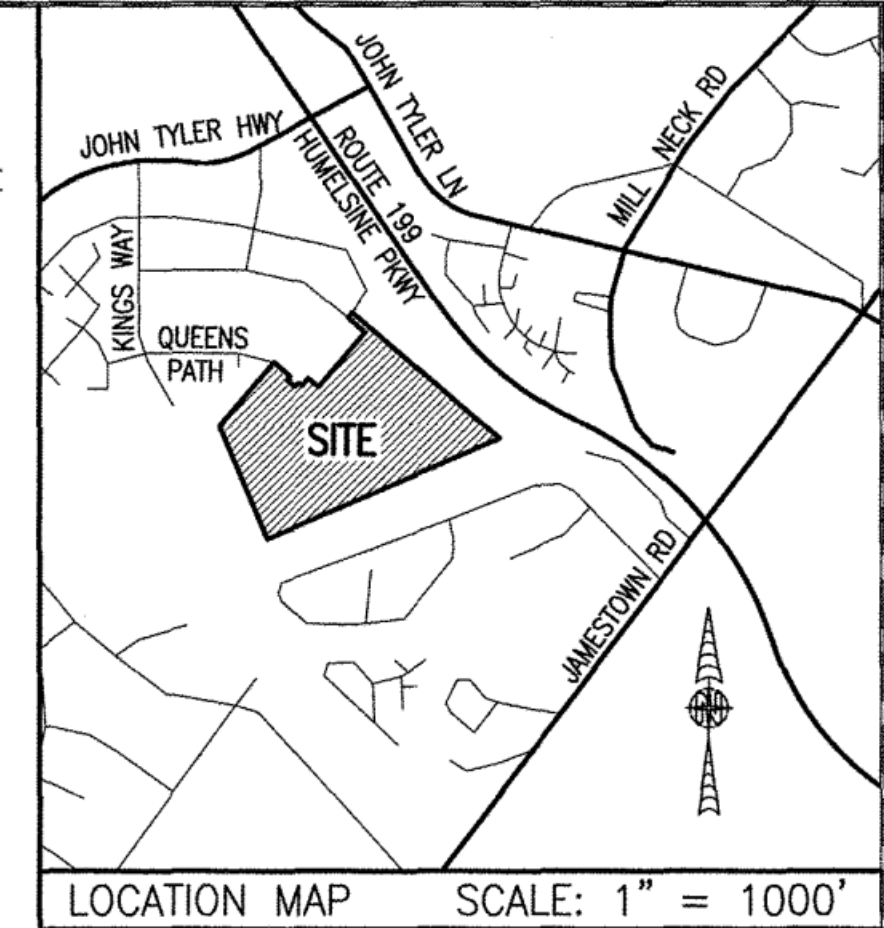 JOHN TYLER HWY
JOHN TYLER LN
ROUTE 199
HUMELSINE PKWY
MILL NECK RD
KINGS WAY
QUEENS
PATH
SITE
JAMESTOWN RD
LOCATION MAP SCALE: 1" = 1000'